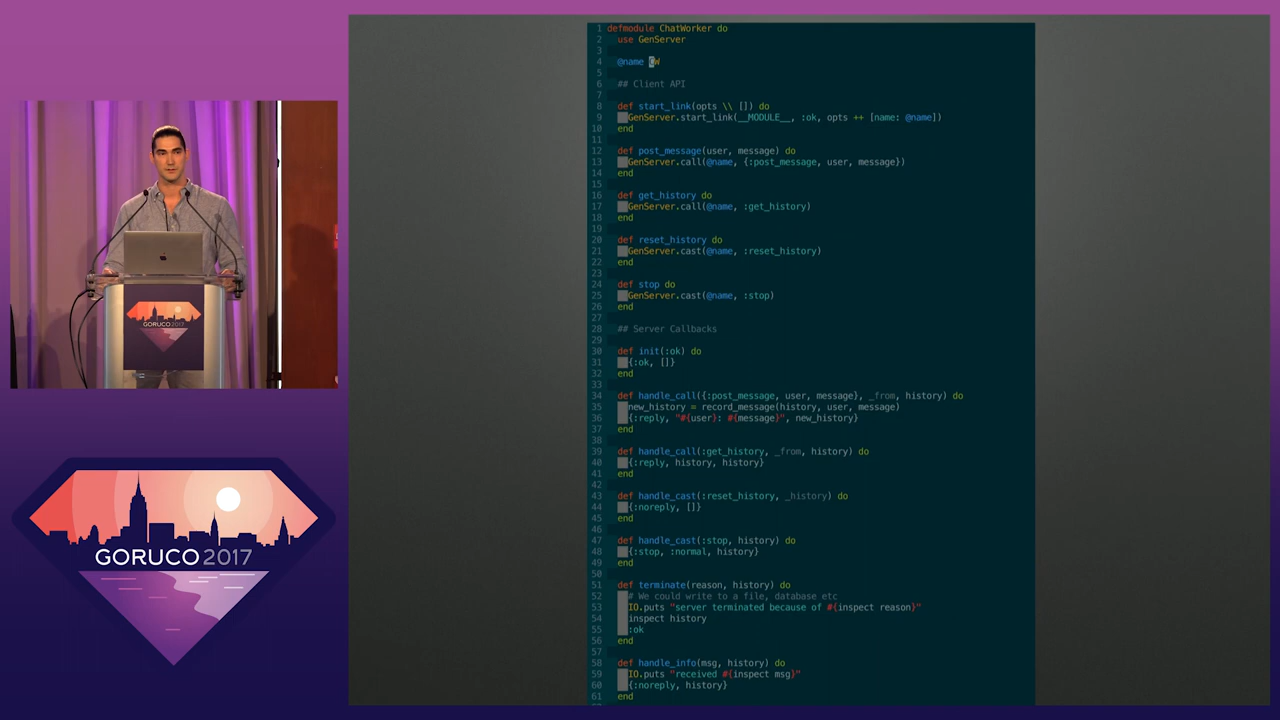 1 defmodule ChatWorker do
2 use GenServer
3
4 @name CW
5
6 ## Client API
7
8 def start_link(opts \\ []) do
9 GenServer.start_link(__MODULE__, :ok, opts ++ [name: @name])
10 end
11
12 def post_message(user, message) do
13 GenServer.call(@name, {:post_message, user, message})
14 end
15
16 def get_history do
17 GenServer.call(@name, :get_history)
18 end
19
20 def reset_history do
21 GenServer.cast(@name, :reset_history)
22 end
23
24 def stop do
25 GenServer.cast(@name, :stop)
26 end
27
28 ## Server Callbacks
29
30 def init(:ok) do
31 {:ok, []}
32 end
33
34 def handle_call({:post_message, user, message}, _from, history) do
35 new_history = record_message(history, user, message)
36 {:reply, "#{user}: #{message}", new_history}
37 end
38
39 def handle_call(:get_history, _from, history) do
40 {:reply, history, history}
41 end
42
43 def handle_cast(:reset_history, _history) do
44 {:noreply, []}
45 end
46
47 def handle_cast(:stop, history) do
48 {:stop, :normal, history}
49 end
50
51 def terminate(reason, history) do
52 # We could write to a file, database etc
53 IO.puts "server terminated because of #{inspect reason}"
54 inspect history
55 :ok
56 end
57
58 def handle_info(msg, history) do
59 IO.puts "received #{inspect msg}"
60 {:noreply, history}
61 end
GORUCO 2017
GORUCO 2017